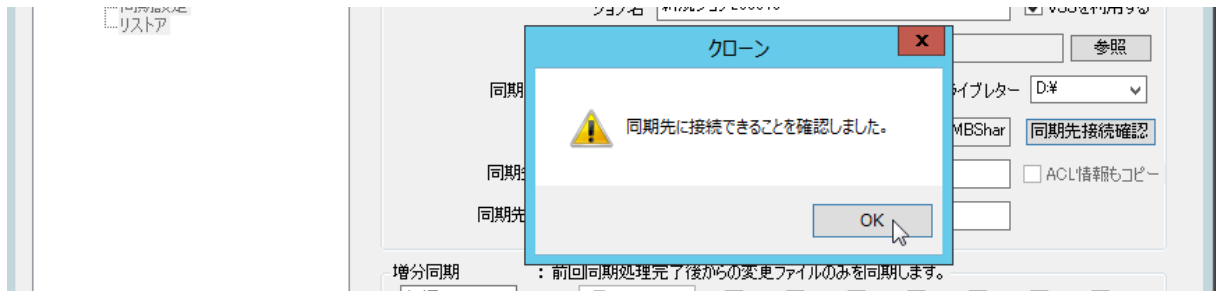 リストア
クローン
参照
同期
イブレター
D:¥
同期先に接続できることを確認しました。
MBShar
同期先接続確認
同期
ACL情報もコピー
同期先
OK
増分同期
: 前回同期処理完了後からの変更ファイルのみを同期します。